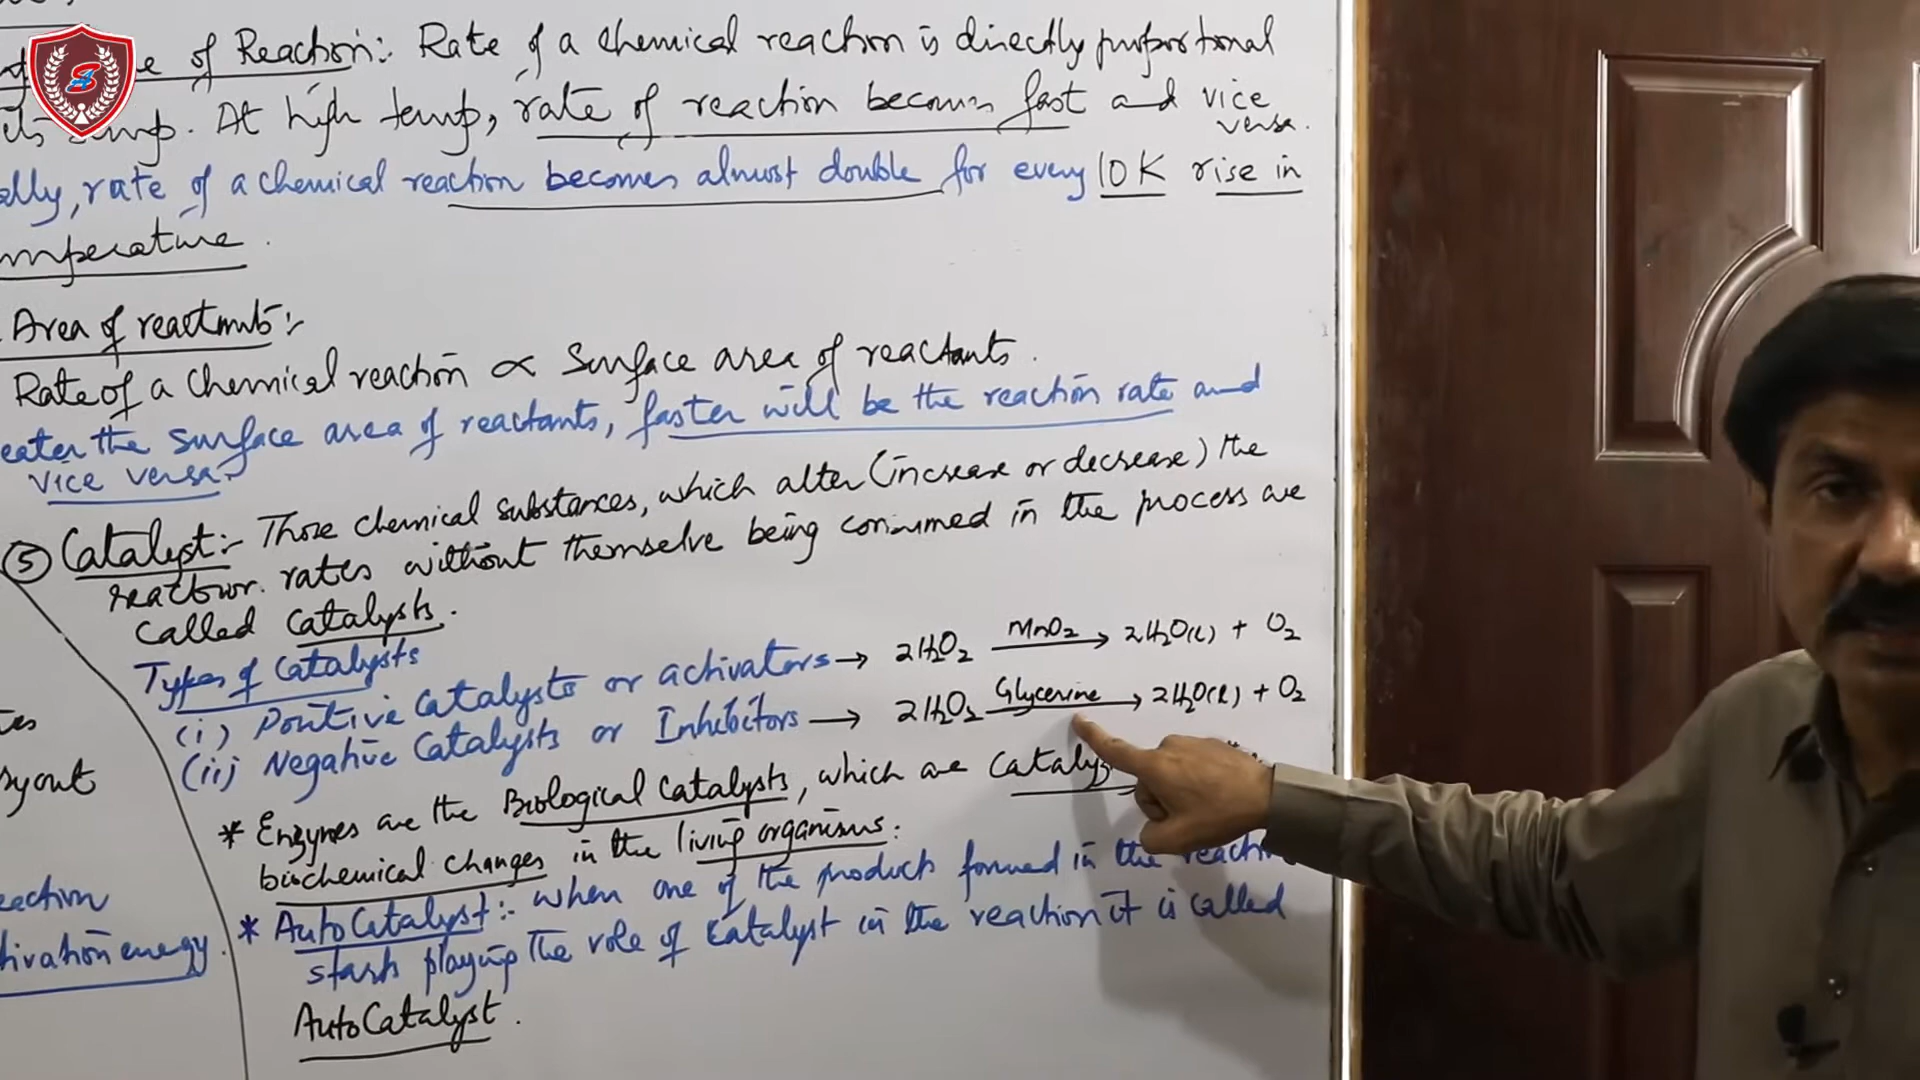 of Reaction:- Rate of a chemical reaction is directly proportional
temp. At high temp, rate of reaction becomes fast and vice
versa.
rate of a chemical reaction becomes almost double for every 10 K rise in
Area of reactants:-
Rate of a chemical reaction ∝ Surface area of reactants.
the surface area of reactants, faster will be the reaction rate and
vice versa.
⑤ Catalyst:- Those chemical substances, which alter (increase or decrease) the
reaction rates without themselve being consumed in the process are
called Catalysts.
Types of Catalysts
(i) Positive Catalysts or activators → 2H₂O₂ MnO₂ → 2H₂O(l) + O₂
(ii) Negative Catalysts or Inhibitors → 2H₂O₂ Glycerine → 2H₂O(l) + O₂
* Enzymes are the Biological Catalysts, which are
biochemical changes in the living organisms.
* AutoCatalyst:- when one of the product formed in the
starts playing the role of catalyst in the reaction it is called
AutoCatalyst.